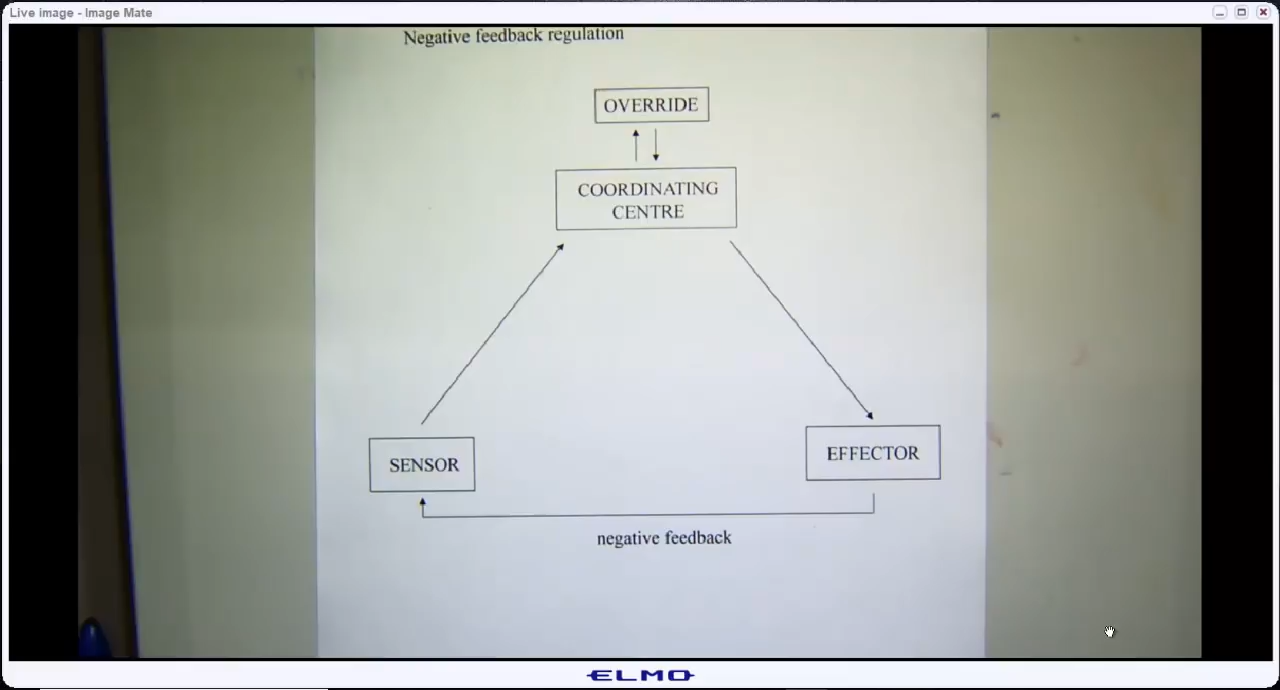 Live image - Image Mate
Negative feedback regulation
OVERRIDE
COORDINATING
CENTRE
SENSOR
EFFECTOR
negative feedback
ELMO